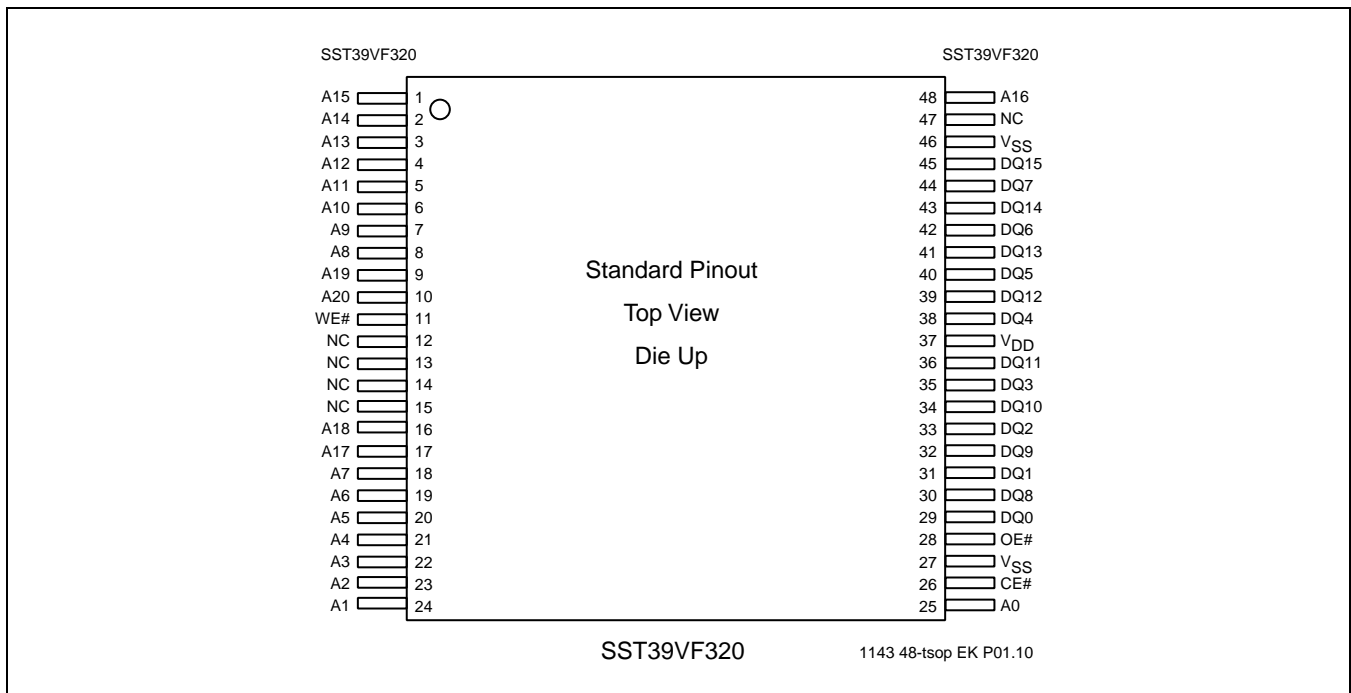 SST39VF320 SST39VF320
A15 1 48 A16
A14 2 47 NC
A13 3 46 VSS
A12 4 45 DQ15
A11 5 44 DQ7
A10 6 43 DQ14
A9 7 42 DQ6
A8 8 41 DQ13
A19 9 40 DQ5
A20 10 39 DQ12
WE# 11 38 DQ4
NC 12 37 VDD
NC 13 36 DQ11
NC 14 35 DQ3
NC 15 34 DQ10
A18 16 33 DQ2
A17 17 32 DQ9
A7 18 31 DQ1
A6 19 30 DQ8
A5 20 29 DQ0
A4 21 28 OE#
A3 22 27 VSS
A2 23 26 CE#
A1 24 25 A0
Standard Pinout
Top View
Die Up
SST39VF320 1143 48-tsop EK P01.10